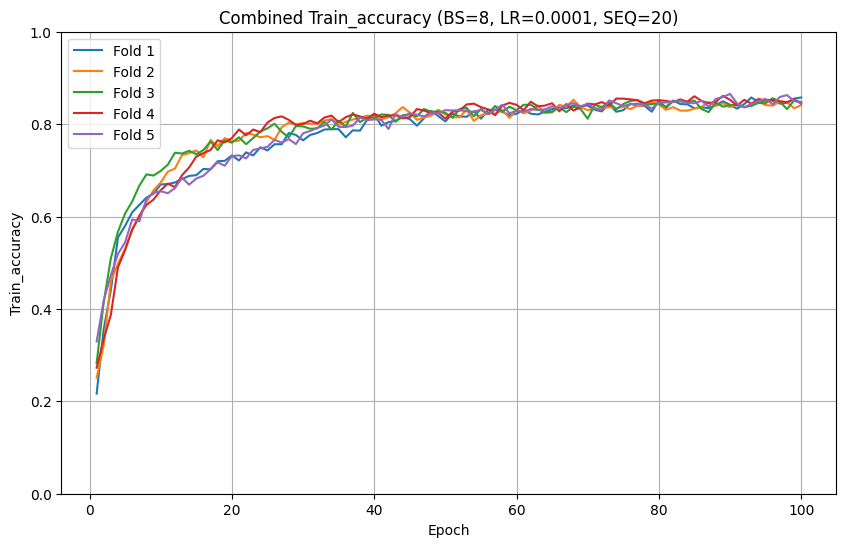 Combined Train_accuracy (BS=8, LR=0.0001, SEQ=20)
Fold 1
Fold 2
Fold 3
Fold 4
Fold 5
Train_accuracy
1.0
0.8
0.6
0.4
0.2
0.0
0 20 40 60 80 100
Epoch